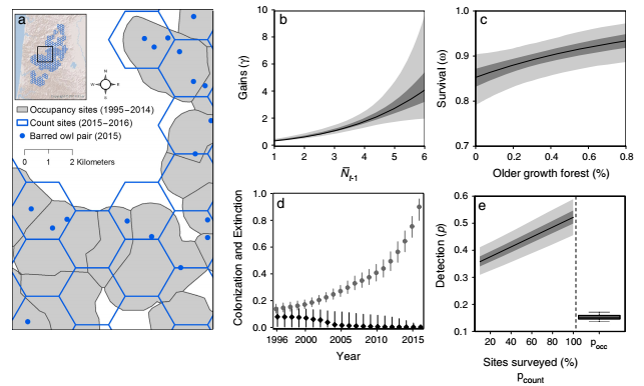 a
N
W E
S
Occupancy sites (1995–2014)
Count sites (2015–2016)
Barred owl pair (2015)
0 1 2 Kilometers
b
Gains (γ)
10
8
6
4
2
0
1 2 3 4 5 6
N̄t-1
c
Survival (ω)
1.0
0.9
0.8
0.7
0 0.2 0.4 0.6 0.8
Older growth forest (%)
d
Colonization and Extinction
1.0
0.8
0.6
0.4
0.2
0.0
1996 2000 2005 2010 2015
Year
e
Detection (p)
0.6
0.5
0.4
0.3
0.2
0.1
20 40 60 80 100
pocc
Sites surveyed (%)
pcount